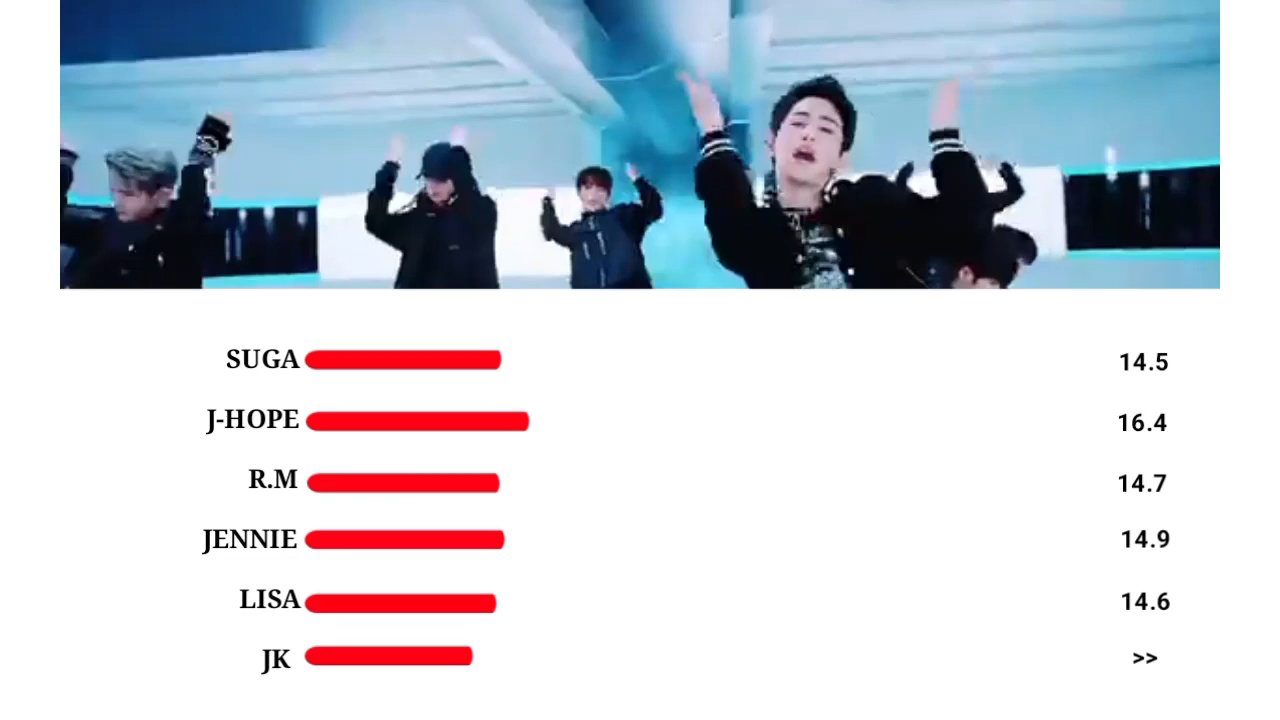 SUGA 14.5
J-HOPE 16.4
R.M 14.7
JENNIE 14.9
LISA 14.6
JK >>